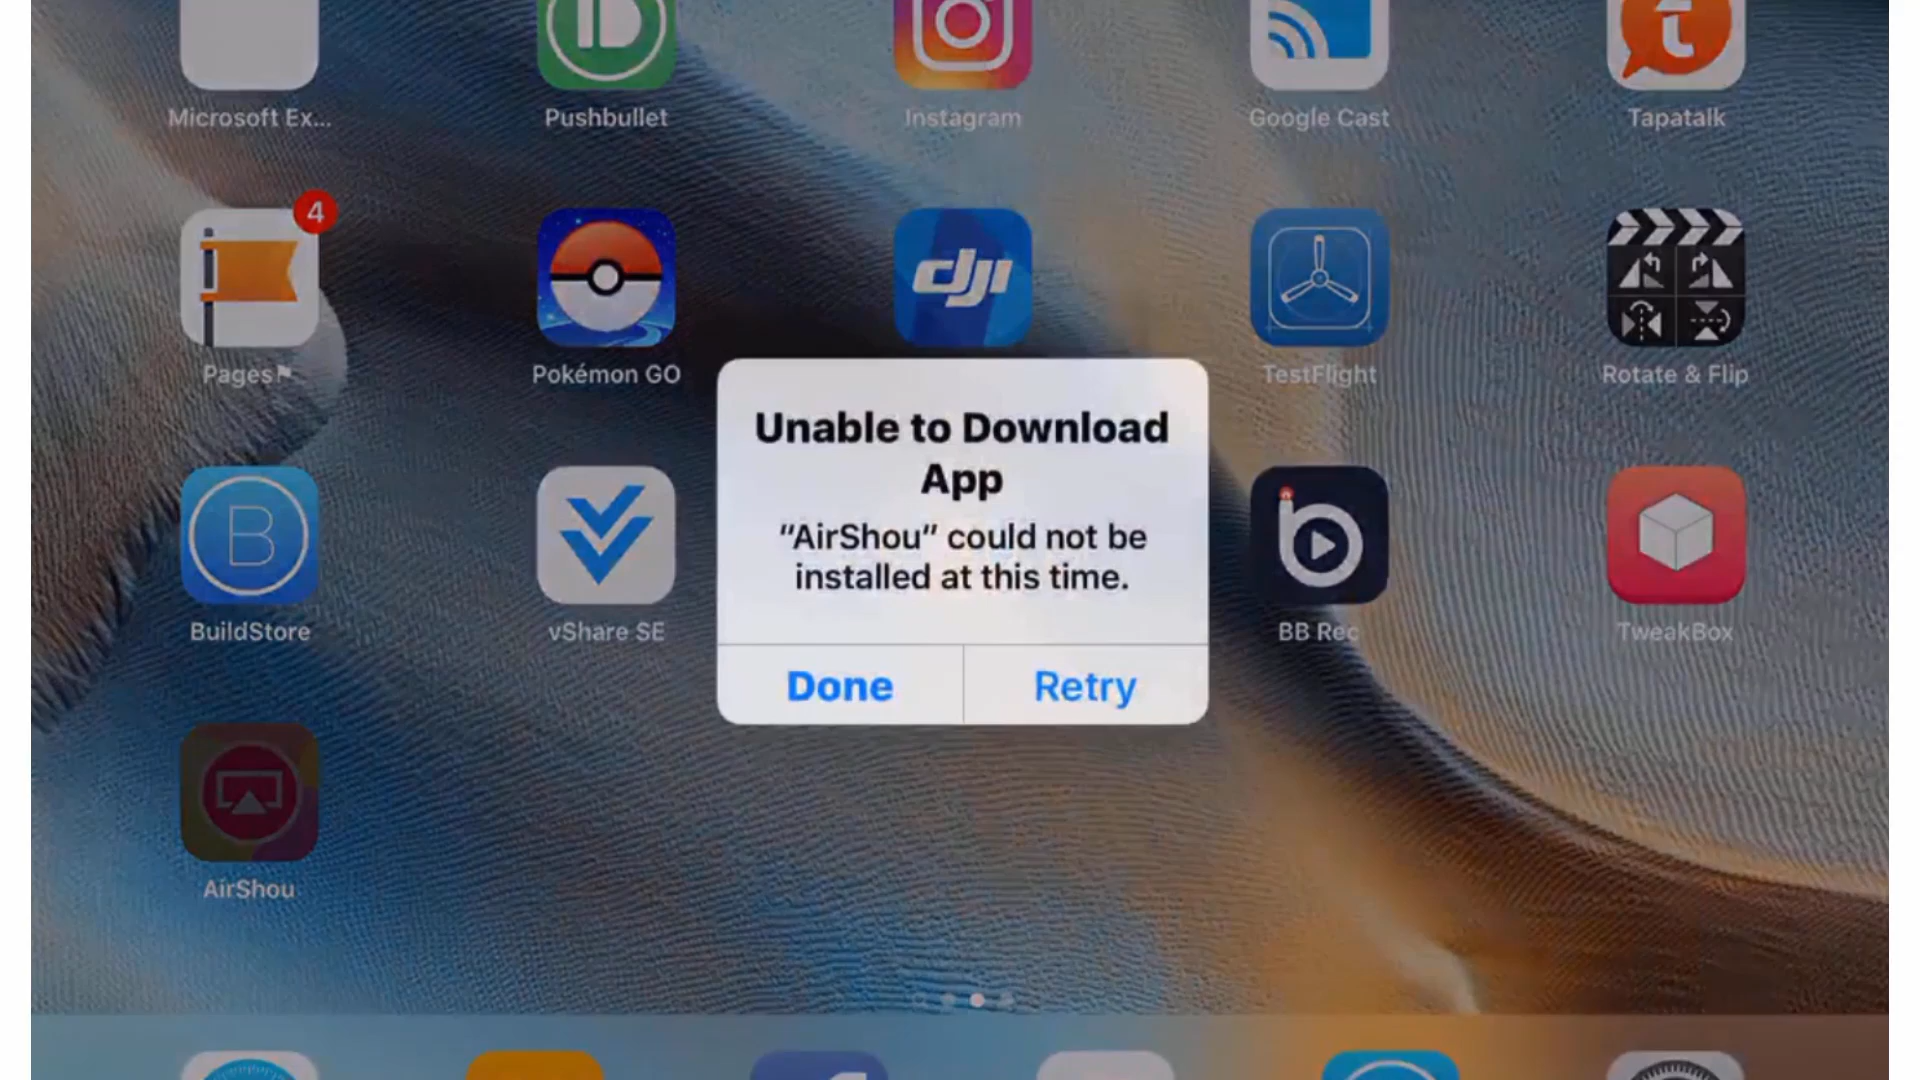 Microsoft Ex...
Pushbullet
Instagram
Google Cast
Tapatalk
4
dji
Pages
Pokémon GO
TestFlight
Rotate & Flip
Unable to Download
App
“AirShou” could not be
installed at this time.
Done
Retry
B
b
BuildStore
vShare SE
BB Rec
TweakBox
AirShou